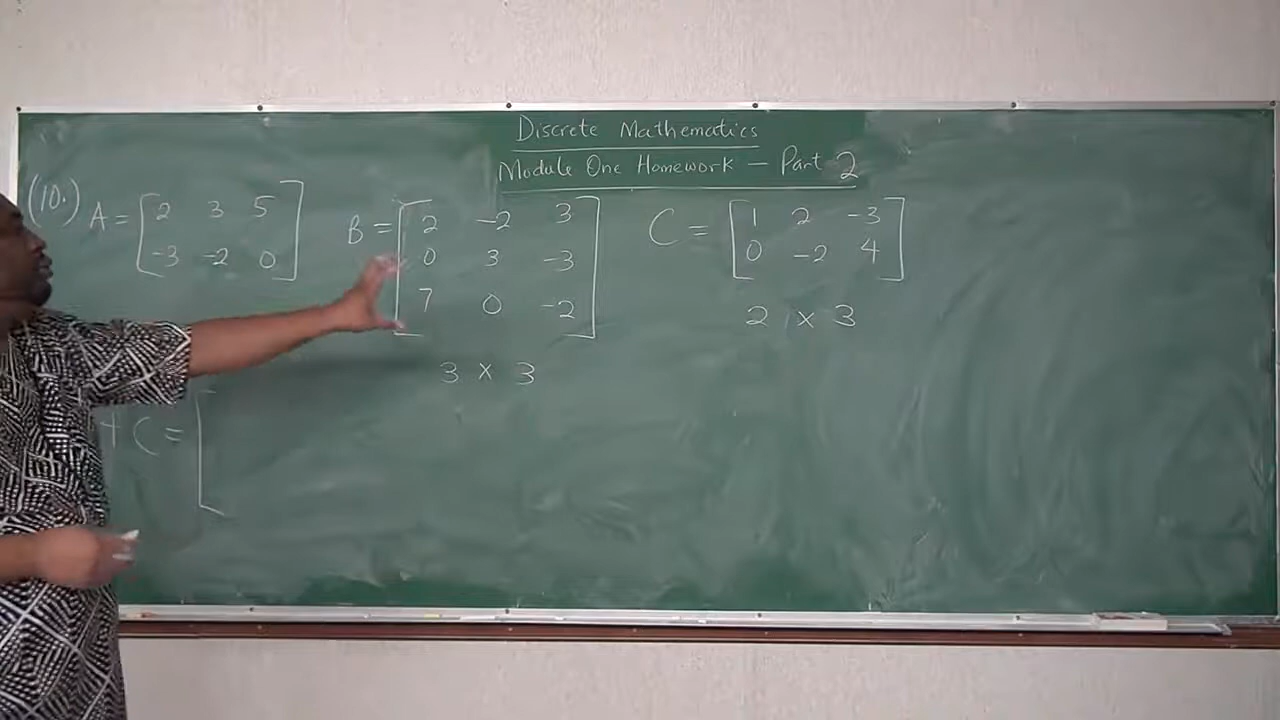 Discrete Mathematics
Module One Homework – Part 2
(10.) A = [2 3 5
-3 -2 0]
B = [2 -2 3
0 3 -3
7 0 -2]
3 x 3
C = [1 2 -3
0 -2 4]
2 x 3
+ C = [